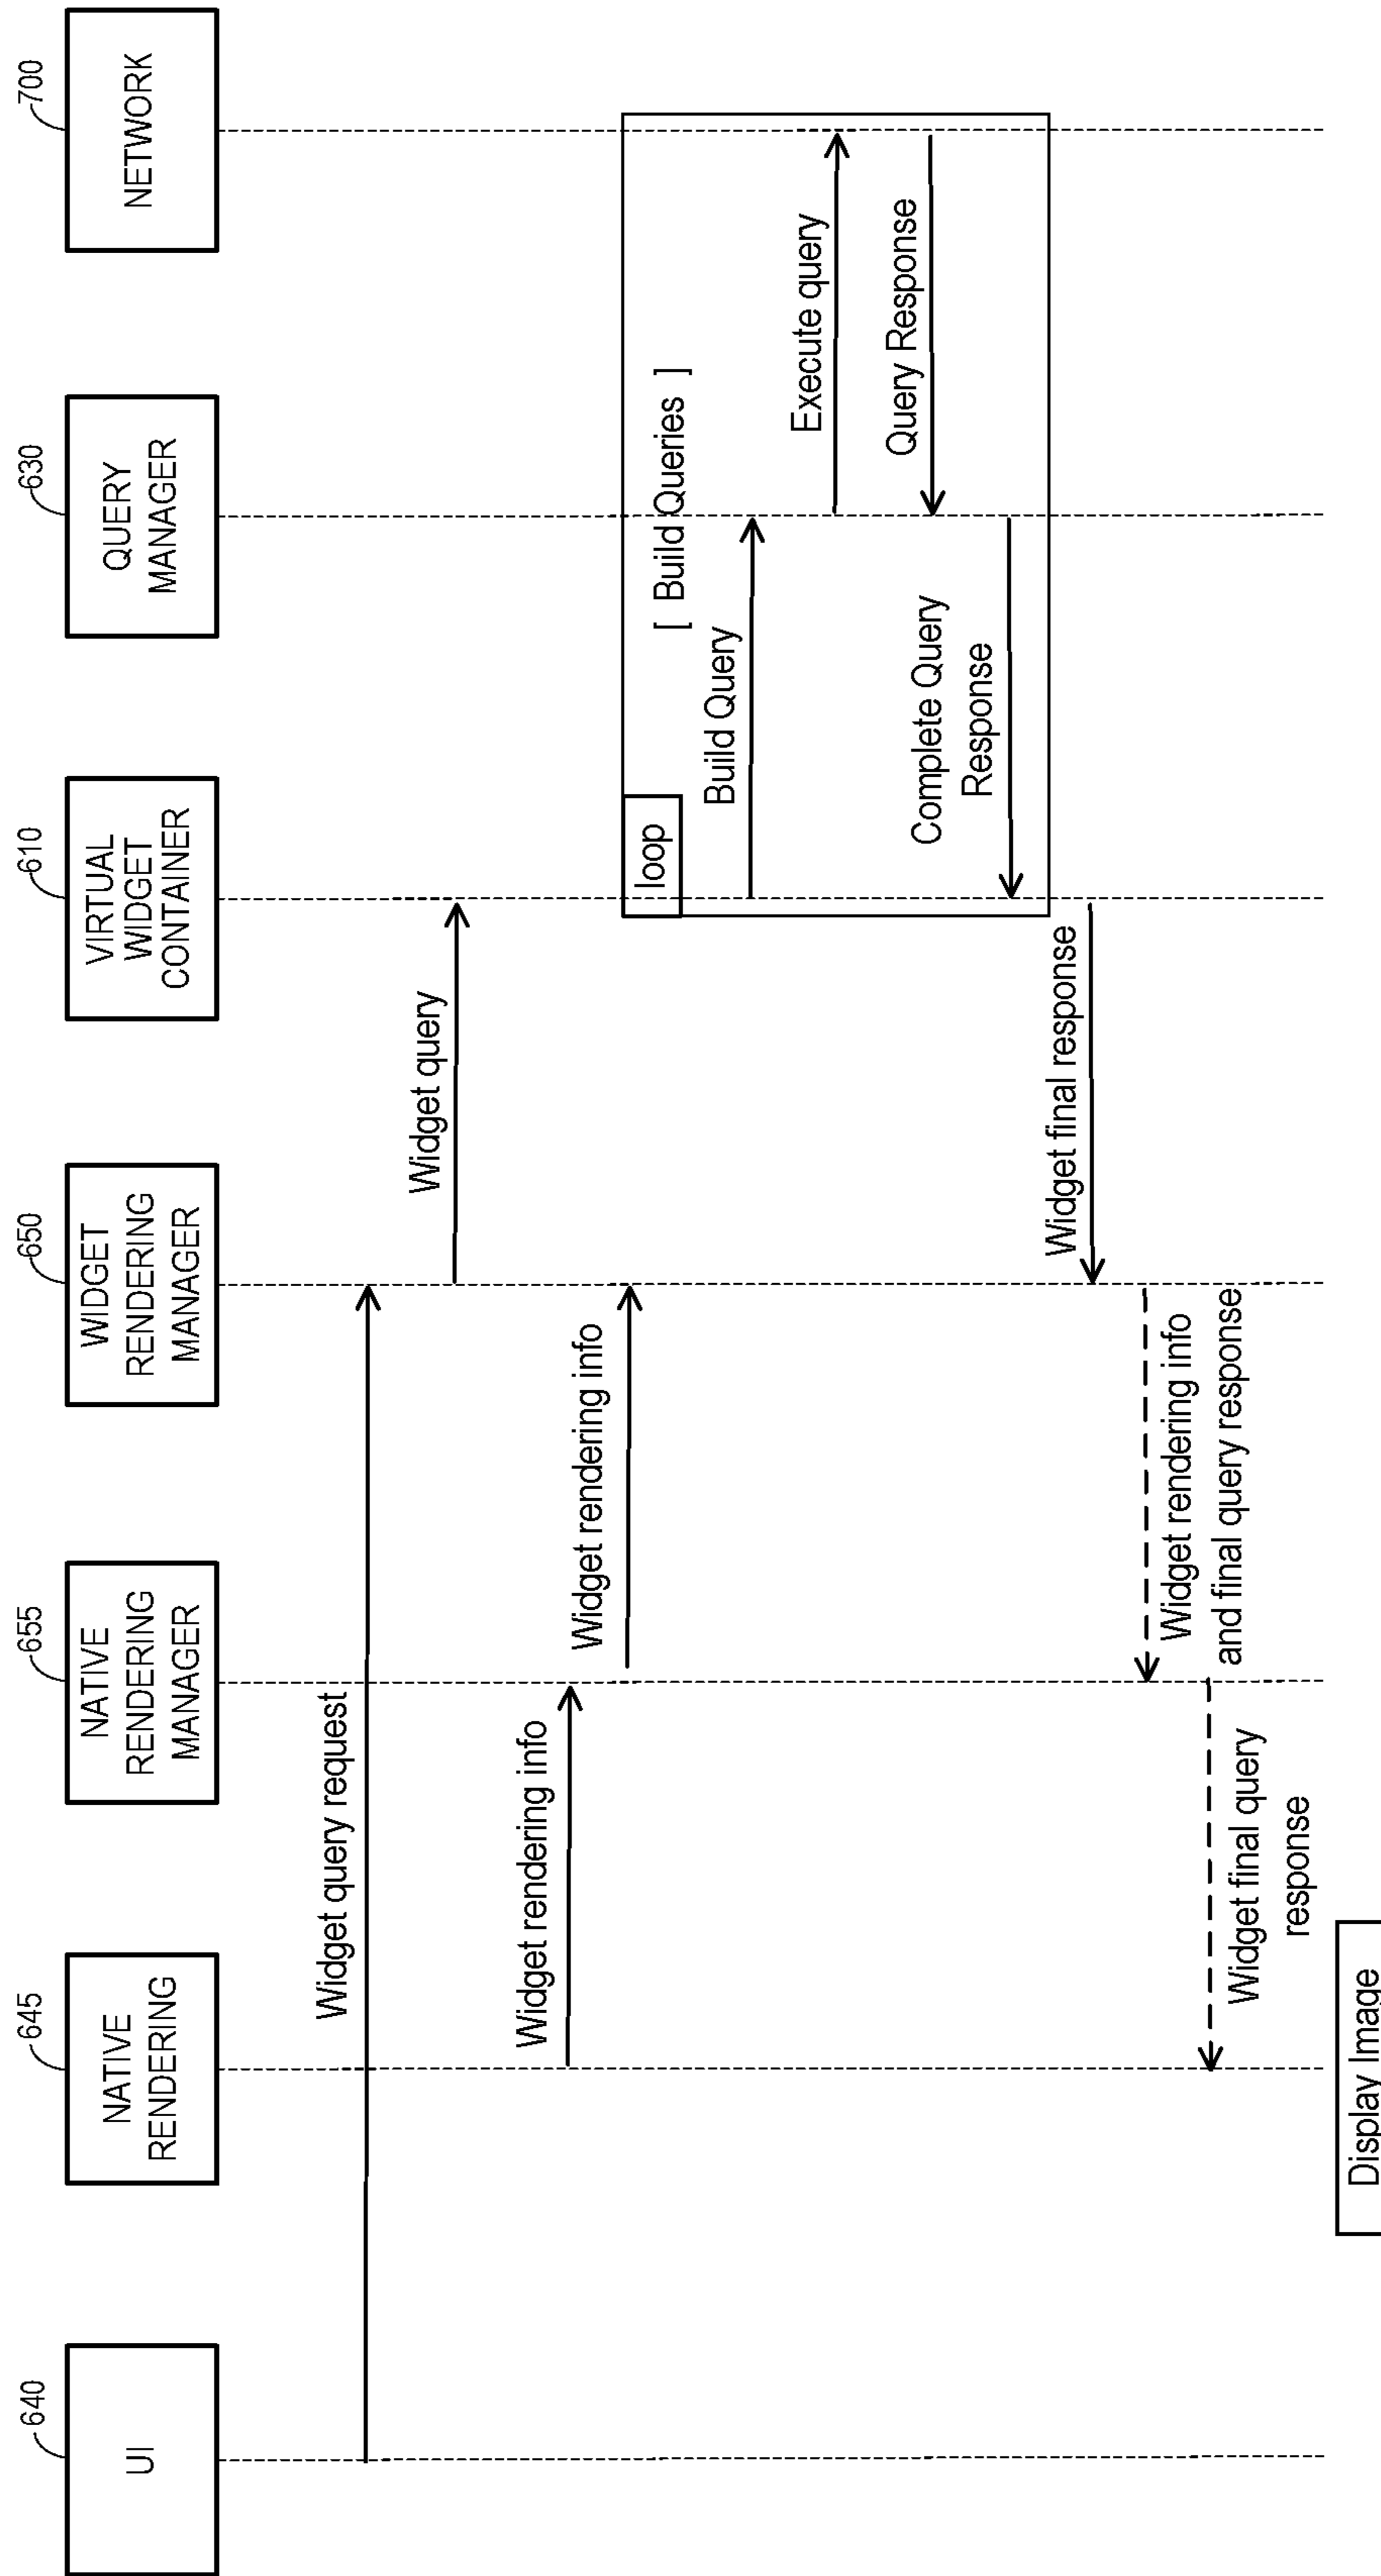 640
UI
645
NATIVE
RENDERING
655
NATIVE
RENDERING
MANAGER
650
WIDGET
RENDERING
MANAGER
610
VIRTUAL
WIDGET
CONTAINER
630
QUERY
MANAGER
700
NETWORK
Widget query request
Widget query
Widget rendering info
Widget rendering info
loop
[ Build Queries ]
Build Query
Execute query
Query Response
Complete Query
Response
Widget final response
Widget rendering info
and final query response
Widget final query
response
Display Image